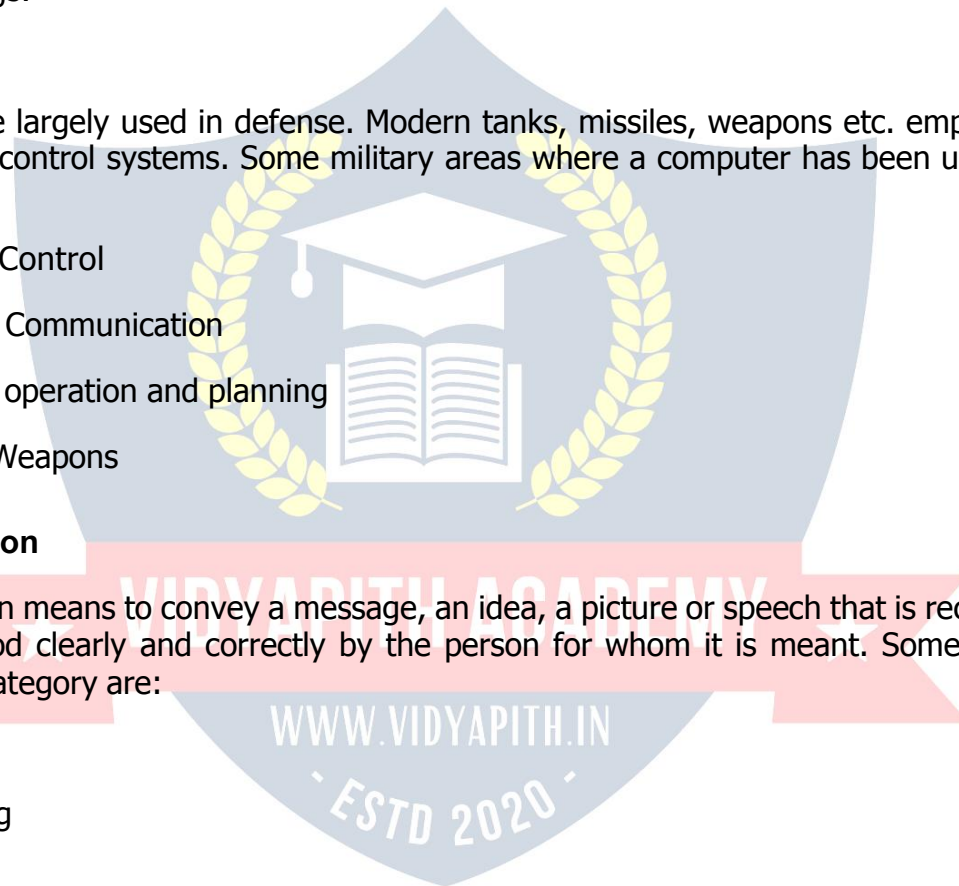 e largely used in defense. Modern tanks, missiles, weapons etc. emp
control systems. Some military areas where a computer has been u
Control
Communication
operation and planning
Weapons
on
n means to convey a message, an idea, a picture or speech that is rec
od clearly and correctly by the person for whom it is meant. Some
ategory are:
g
VIDYAPITH ACADEMY
WWW.VIDYAPITH.IN
- ESTD 2020 -